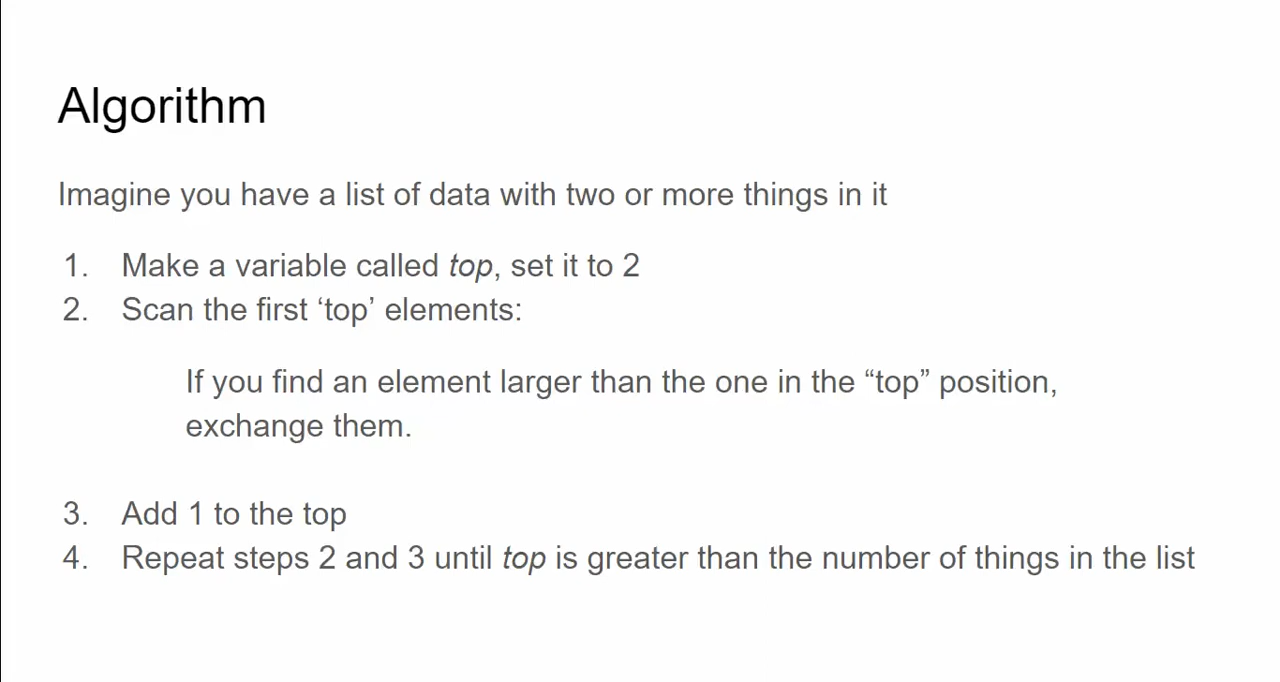 Algorithm
Imagine you have a list of data with two or more things in it
1. Make a variable called top, set it to 2
2. Scan the first ‘top’ elements:
If you find an element larger than the one in the “top” position,
exchange them.
3. Add 1 to the top
4. Repeat steps 2 and 3 until top is greater than the number of things in the list